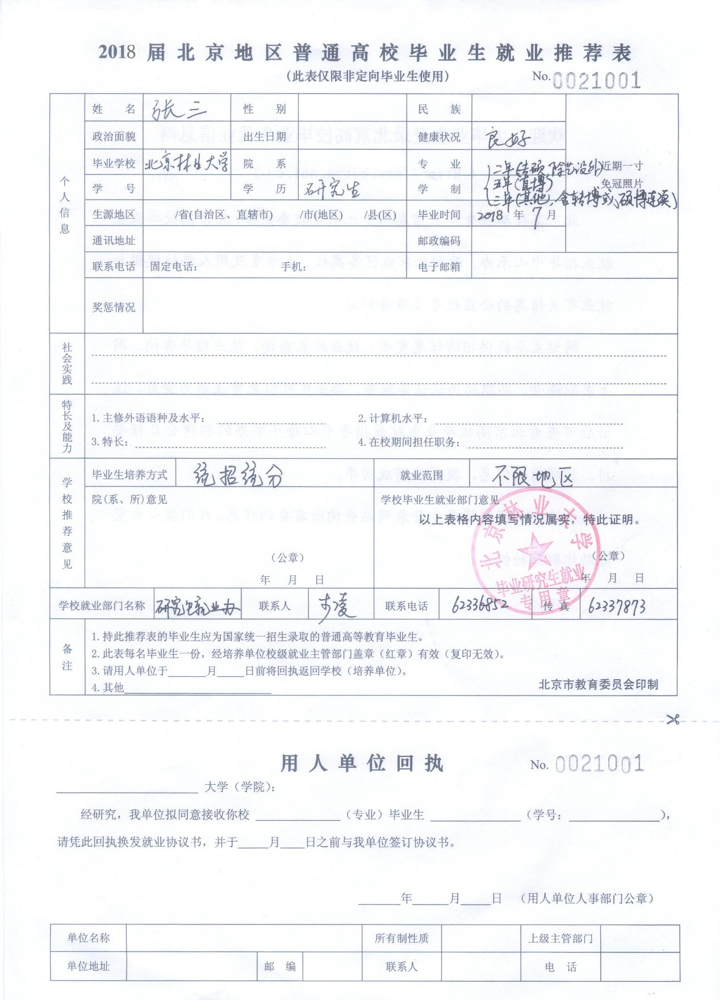 2018 届北京地区普通高校毕业生就业推荐表
(此表仅限非定向毕业生使用)
No. 0021001
个人信息
姓 名 张三 性 别 民 族
政治面貌 出生日期 健康状况 良好
毕业学校 北京林业大学 院 系 专 业
近期一寸
免冠照片
学 号 学 历 研究生 学 制
二年(法硕,除艺设外)
五年(直博)
三年(其他,含转博或硕博连读)
生源地区 /省(自治区、直辖市) /市(地区) /县(区) 毕业时间 2018 年 7 月
通讯地址 邮政编码
联系电话 固定电话: 手机: 电子邮箱
奖惩情况
社会实践
特长及能力
1. 主修外语语种及水平: 2. 计算机水平:
3. 特长: 4. 在校期间担任职务:
学校推荐意见
毕业生培养方式 统招统分 就业范围 不限地区
院(系、所)意见 学校毕业生就业部门意见
以上表格内容填写情况属实,特此证明。
北京林业大学
毕业研究生就业
专用章
(公章) (公章)
年 月 日 年 月 日
学校就业部门名称 研究生就业办 联系人 步凌 联系电话 62336852 传 真 62337873
备注
1. 持此推荐表的毕业生应为国家统一招生录取的普通高等教育毕业生。
2. 此表每名毕业生一份,经培养单位校级就业主管部门盖章(红章)有效(复印无效)。
3. 请用人单位于____月____日前将回执返回学校(培养单位)。
4. 其他____
北京市教育委员会印制
用人单位回执
No. 0021001
____ 大学(学院):
经研究,我单位拟同意接收你校 ____ (专业)毕业生 ____ (学号:____),
请凭此回执换发就业协议书,并于____月____日之前与我单位签订协议书。
____年____月____日 (用人单位人事部门公章)
单位名称 所有制性质 上级主管部门
单位地址 邮 编 联系人 电 话